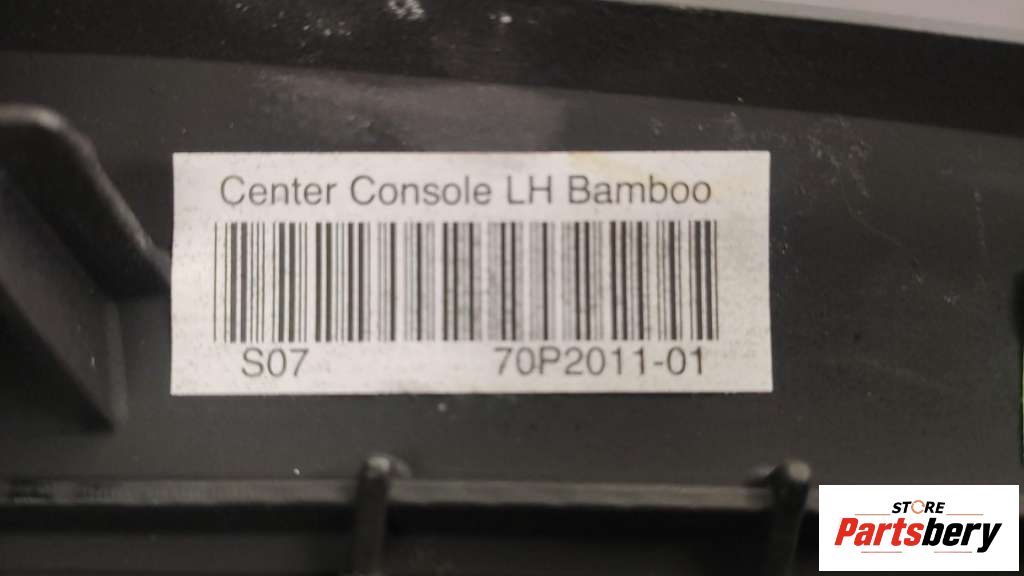 Center Console LH Bamboo
S07 70P2011-01
STORE
Partsbery